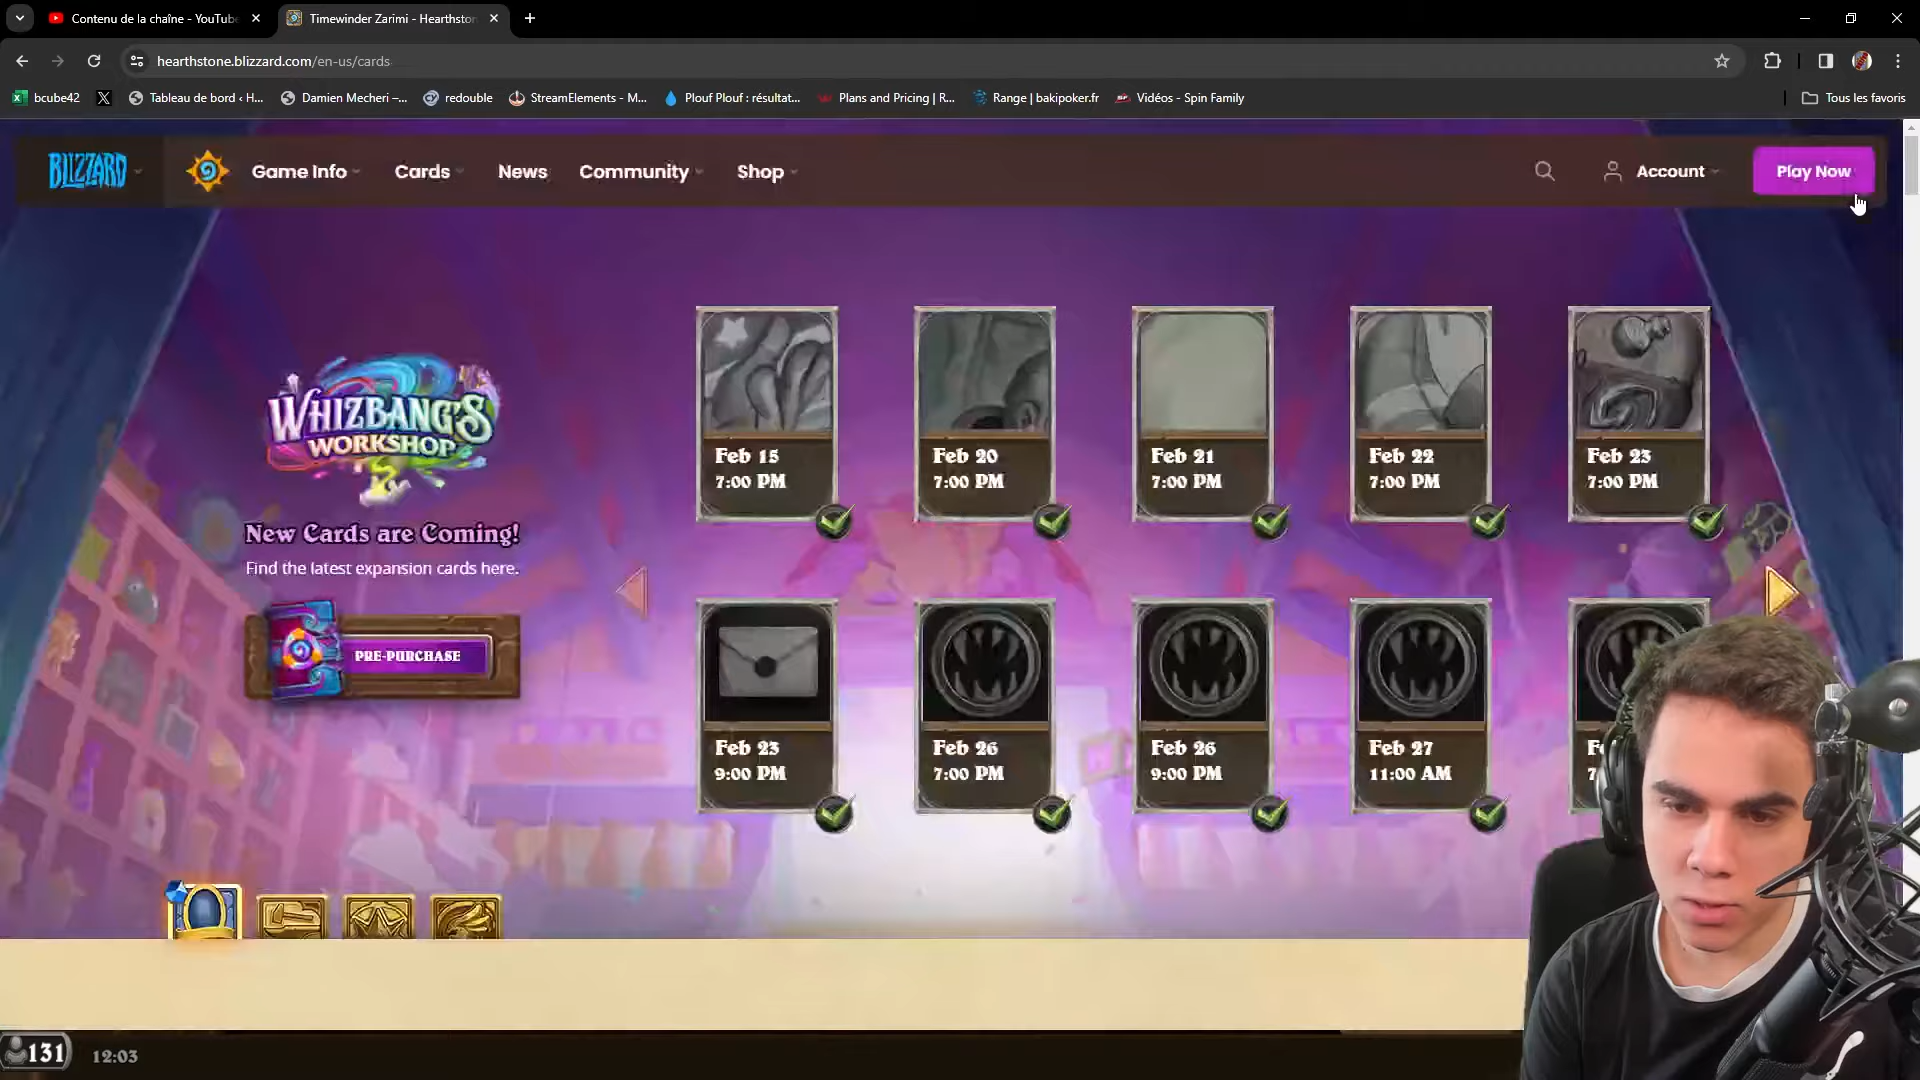 Contenu de la chaîne - YouTub
Timewinder Zarimi - Hearthston
hearthstone.blizzard.com/en-us/cards
bcube42
Tableau de bord ‹ H...
Damien Mecheri –...
redouble
StreamElements - M...
Plouf Plouf : résultat...
Plans and Pricing | R...
Range | bakipoker.fr
Vidéos - Spin Family
Tous les favoris
BLIZZARD
Game Info
Cards
News
Community
Shop
Account
Play Now
WHIZBANG'S
WORKSHOP
New Cards are Coming!
Find the latest expansion cards here.
PRE-PURCHASE
Feb 15
7:00 PM
Feb 20
7:00 PM
Feb 21
7:00 PM
Feb 22
7:00 PM
Feb 23
7:00 PM
Feb 23
9:00 PM
Feb 26
7:00 PM
Feb 26
9:00 PM
Feb 27
11:00 AM
131
12:03